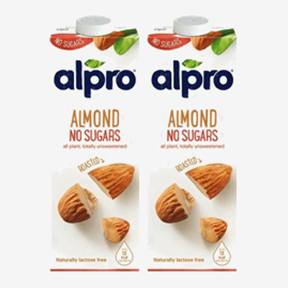 NO SUGARS
alpro
ALMOND
NO SUGARS
all plant, totally unsweetened
ROASTED
Naturally lactose free
NO SUGARS
alpro
ALMOND
NO SUGARS
all plant, totally unsweetened
ROASTED
Naturally lactose free